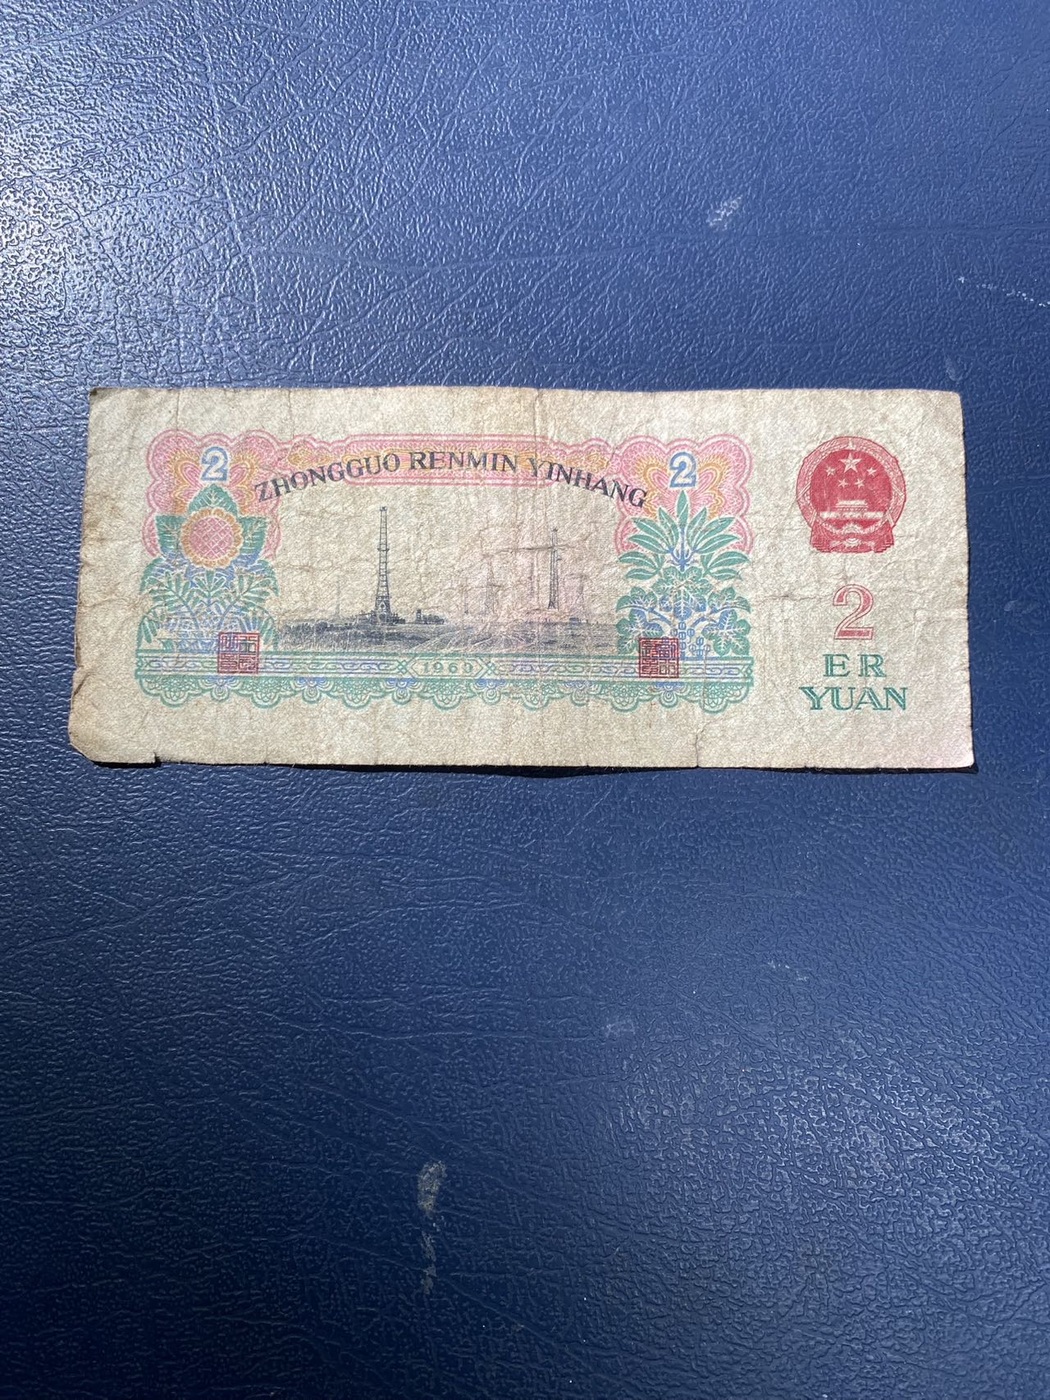 2
2
ZHONGGUO RENMIN YINHANG
1960
2
ER
YUAN